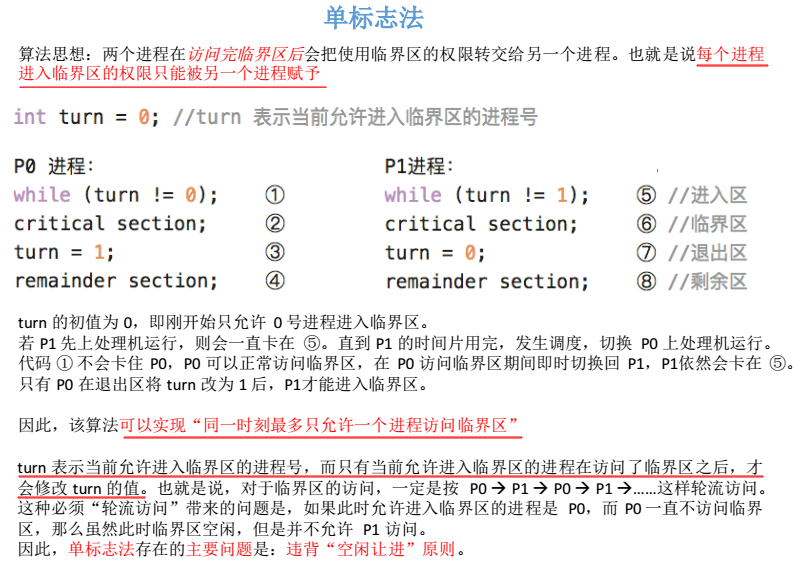 单标志法
算法思想：两个进程在访问完临界区后会把使用临界区的权限转交给另一个进程。也就是说每个进程
进入临界区的权限只能被另一个进程赋予
int turn = 0; //turn 表示当前允许进入临界区的进程号
P0 进程：
while (turn != 0); ①
critical section; ②
turn = 1; ③
remainder section; ④
P1进程：
while (turn != 1); ⑤ //进入区
critical section; ⑥ //临界区
turn = 0; ⑦ //退出区
remainder section; ⑧ //剩余区
turn 的初值为 0，即刚开始只允许 0 号进程进入临界区。
若 P1 先上处理机运行，则会一直卡在 ⑤。直到 P1 的时间片用完，发生调度，切换 P0 上处理机运行。
代码 ① 不会卡住 P0，P0 可以正常访问临界区，在 P0 访问临界区期间即时切换回 P1，P1依然会卡在 ⑤。
只有 P0 在退出区将 turn 改为 1 后，P1才能进入临界区。
因此，该算法可以实现“同一时刻最多只允许一个进程访问临界区”
turn 表示当前允许进入临界区的进程号，而只有当前允许进入临界区的进程在访问了临界区之后，才
会修改 turn 的值。也就是说，对于临界区的访问，一定是按 P0 → P1 → P0 → P1 →……这样轮流访问。
这种必须“轮流访问”带来的问题是，如果此时允许进入临界区的进程是 P0，而 P0 一直不访问临界
区，那么虽然此时临界区空闲，但是并不允许 P1 访问。
因此，单标志法存在的主要问题是：违背“空闲让进”原则。